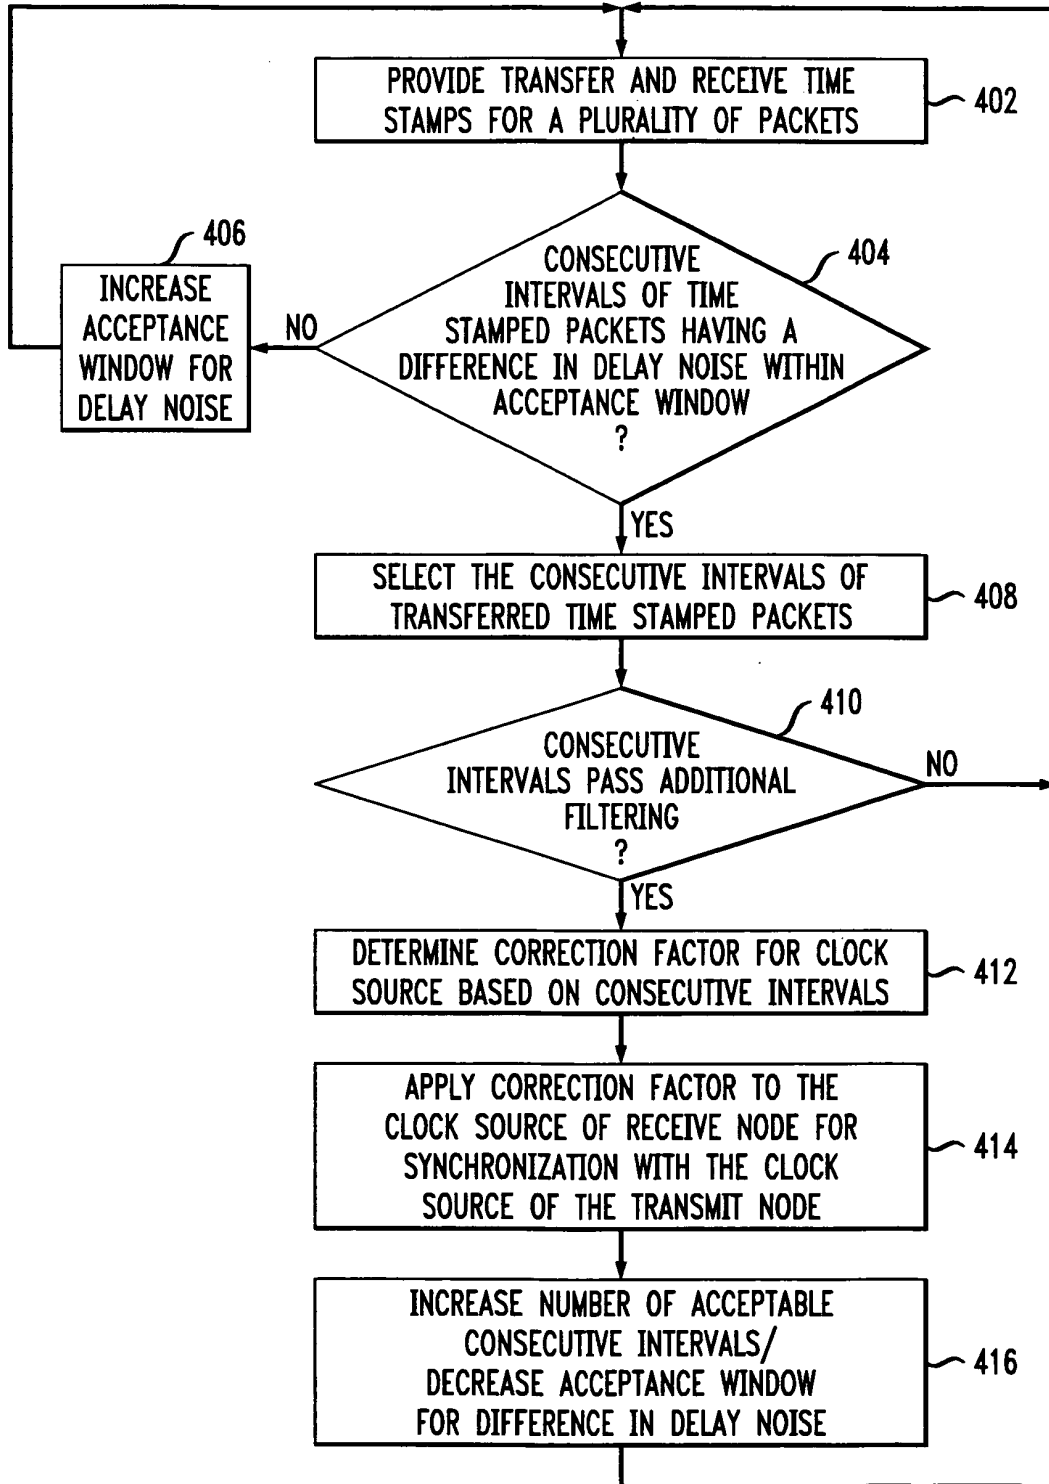 PROVIDE TRANSFER AND RECEIVE TIME
STAMPS FOR A PLURALITY OF PACKETS
402
406
INCREASE
ACCEPTANCE
WINDOW FOR
DELAY NOISE
NO
404
CONSECUTIVE
INTERVALS OF TIME
STAMPED PACKETS HAVING A
DIFFERENCE IN DELAY NOISE WITHIN
ACCEPTANCE WINDOW
?
YES
SELECT THE CONSECUTIVE INTERVALS OF
TRANSFERRED TIME STAMPED PACKETS
408
410
CONSECUTIVE
INTERVALS PASS ADDITIONAL
FILTERING
?
NO
YES
DETERMINE CORRECTION FACTOR FOR CLOCK
SOURCE BASED ON CONSECUTIVE INTERVALS
412
APPLY CORRECTION FACTOR TO THE
CLOCK SOURCE OF RECEIVE NODE FOR
SYNCHRONIZATION WITH THE CLOCK
SOURCE OF THE TRANSMIT NODE
414
INCREASE NUMBER OF ACCEPTABLE
CONSECUTIVE INTERVALS/
DECREASE ACCEPTANCE WINDOW
FOR DIFFERENCE IN DELAY NOISE
416